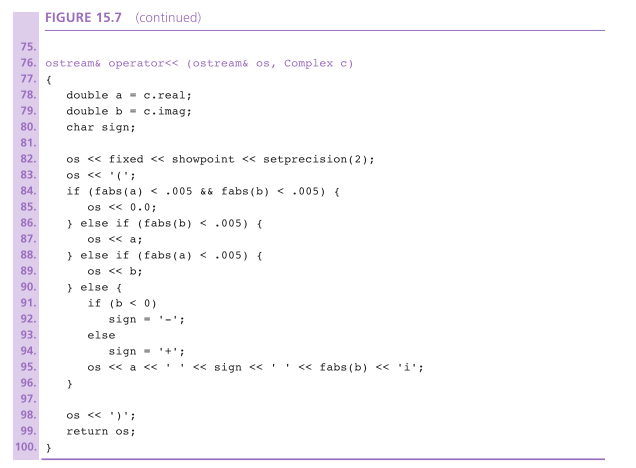 FIGURE 15.7 (continued)
75.
76. ostream& operator<< (ostream& os, Complex c)
77. {
78. double a = c.real;
79. double b = c.imag;
80. char sign;
81.
82. os << fixed << showpoint << setprecision(2);
83. os << '(';
84. if (fabs(a) < .005 && fabs(b) < .005) {
85. os << 0.0;
86. } else if (fabs(b) < .005) {
87. os << a;
88. } else if (fabs(a) < .005) {
89. os << b;
90. } else {
91. if (b < 0)
92. sign = '-';
93. else
94. sign = '+';
95. os << a << ' ' << sign << ' ' << fabs(b) << 'i';
96. }
97.
98. os << ')';
99. return os;
100. }